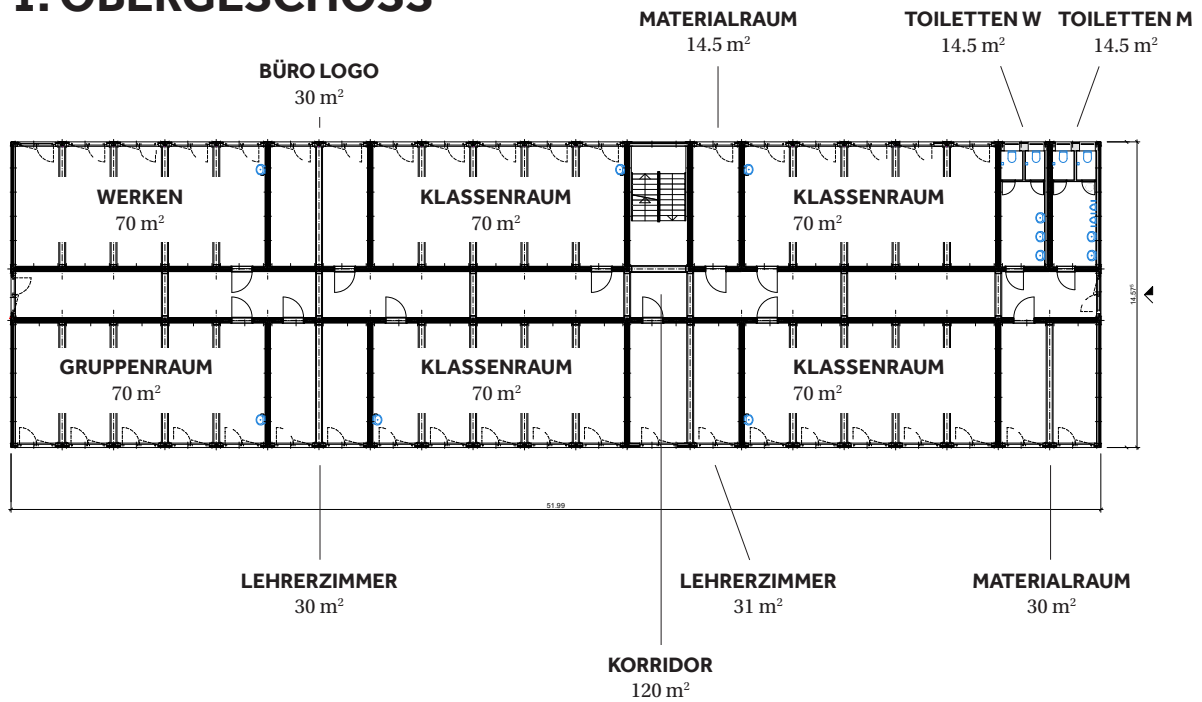 1. OBERGESCHOSS
MATERIALRAUM
14.5 m²
TOILETTEN W
14.5 m²
TOILETTEN M
14.5 m²
BÜRO LOGO
30 m²
WERKEN
70 m²
KLASSENRAUM
70 m²
KLASSENRAUM
70 m²
14.57⁵
GRUPPENRAUM
70 m²
KLASSENRAUM
70 m²
KLASSENRAUM
70 m²
51.99
LEHRERZIMMER
30 m²
LEHRERZIMMER
31 m²
MATERIALRAUM
30 m²
KORRIDOR
120 m²